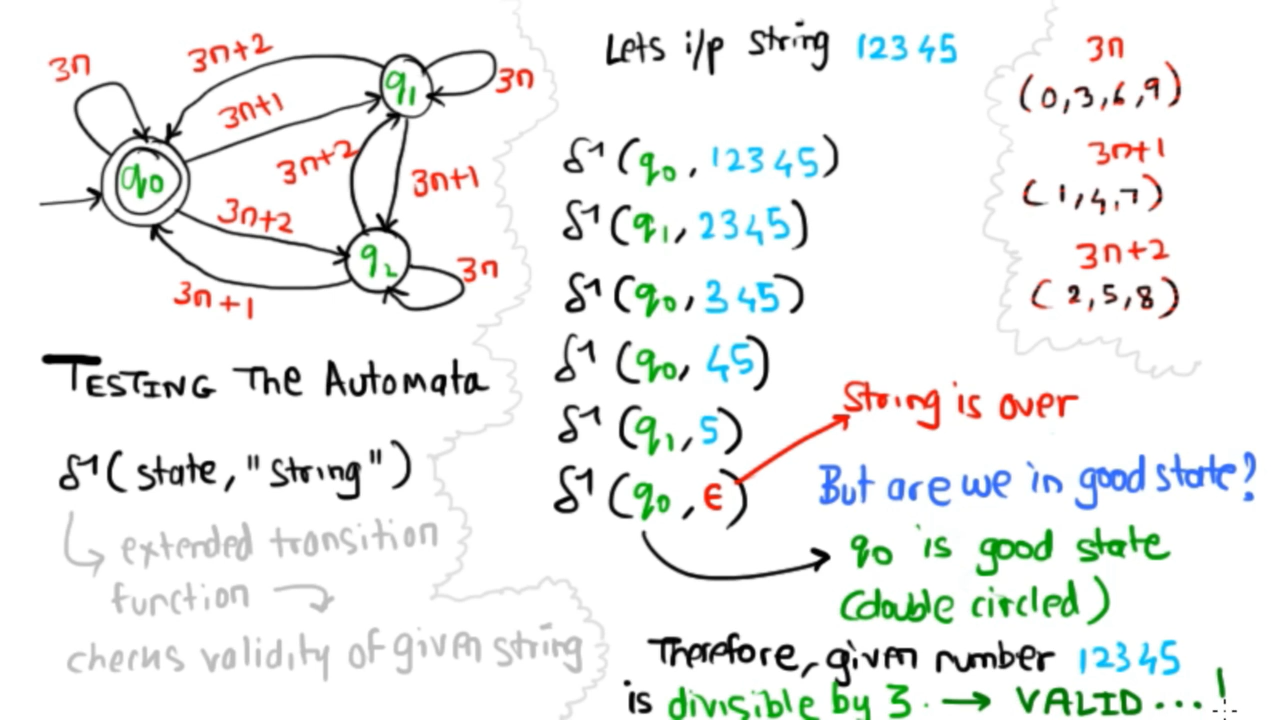 3n
3n+2
q1
3n
3n+1
3n+2
3n+1
q0
3n+2
q2
3n
3n+1
TESTING The Automata
δ^(state, "string")
extended transition
function
checks validity of given string
Lets i/p string 12345
δ^(q0, 12345)
δ^(q1, 2345)
δ^(q0, 345)
δ^(q0, 45)
δ^(q1, 5)
δ^(q0, ϵ)
String is over
But are we in good state?
q0 is good state
(double circled)
Therefore, given number 12345
is divisible by 3. → VALID...!
3n
(0,3,6,9)
3n+1
(1,4,7)
3n+2
(2,5,8)